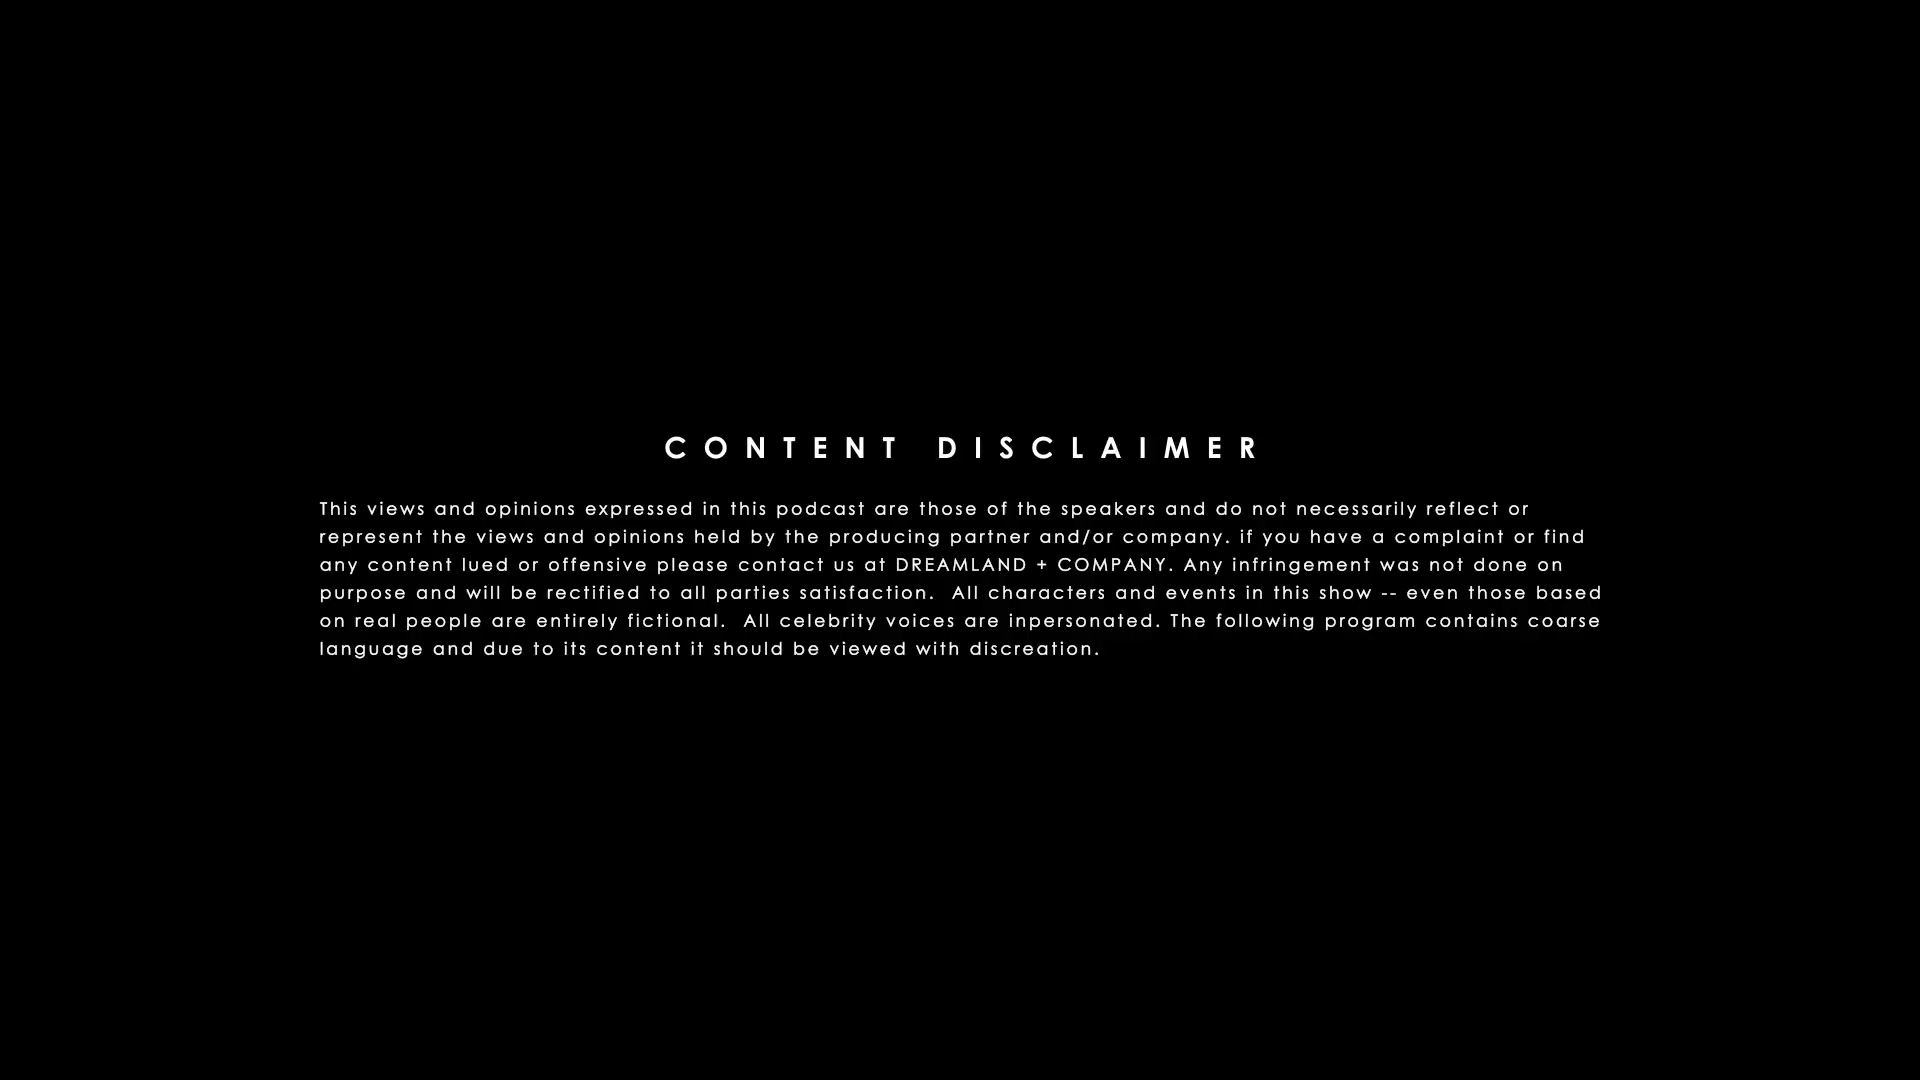 CONTENT DISCLAIMER
This views and opinions expressed in this podcast are those of the speakers and do not necessarily reflect or
represent the views and opinions held by the producing partner and/or company. if you have a complaint or find
any content lued or offensive please contact us at DREAMLAND + COMPANY. Any infringement was not done on
purpose and will be rectified to all parties satisfaction.  All characters and events in this show -- even those based
on real people are entirely fictional.  All celebrity voices are inpersonated. The following program contains coarse
language and due to its content it should be viewed with discreation.